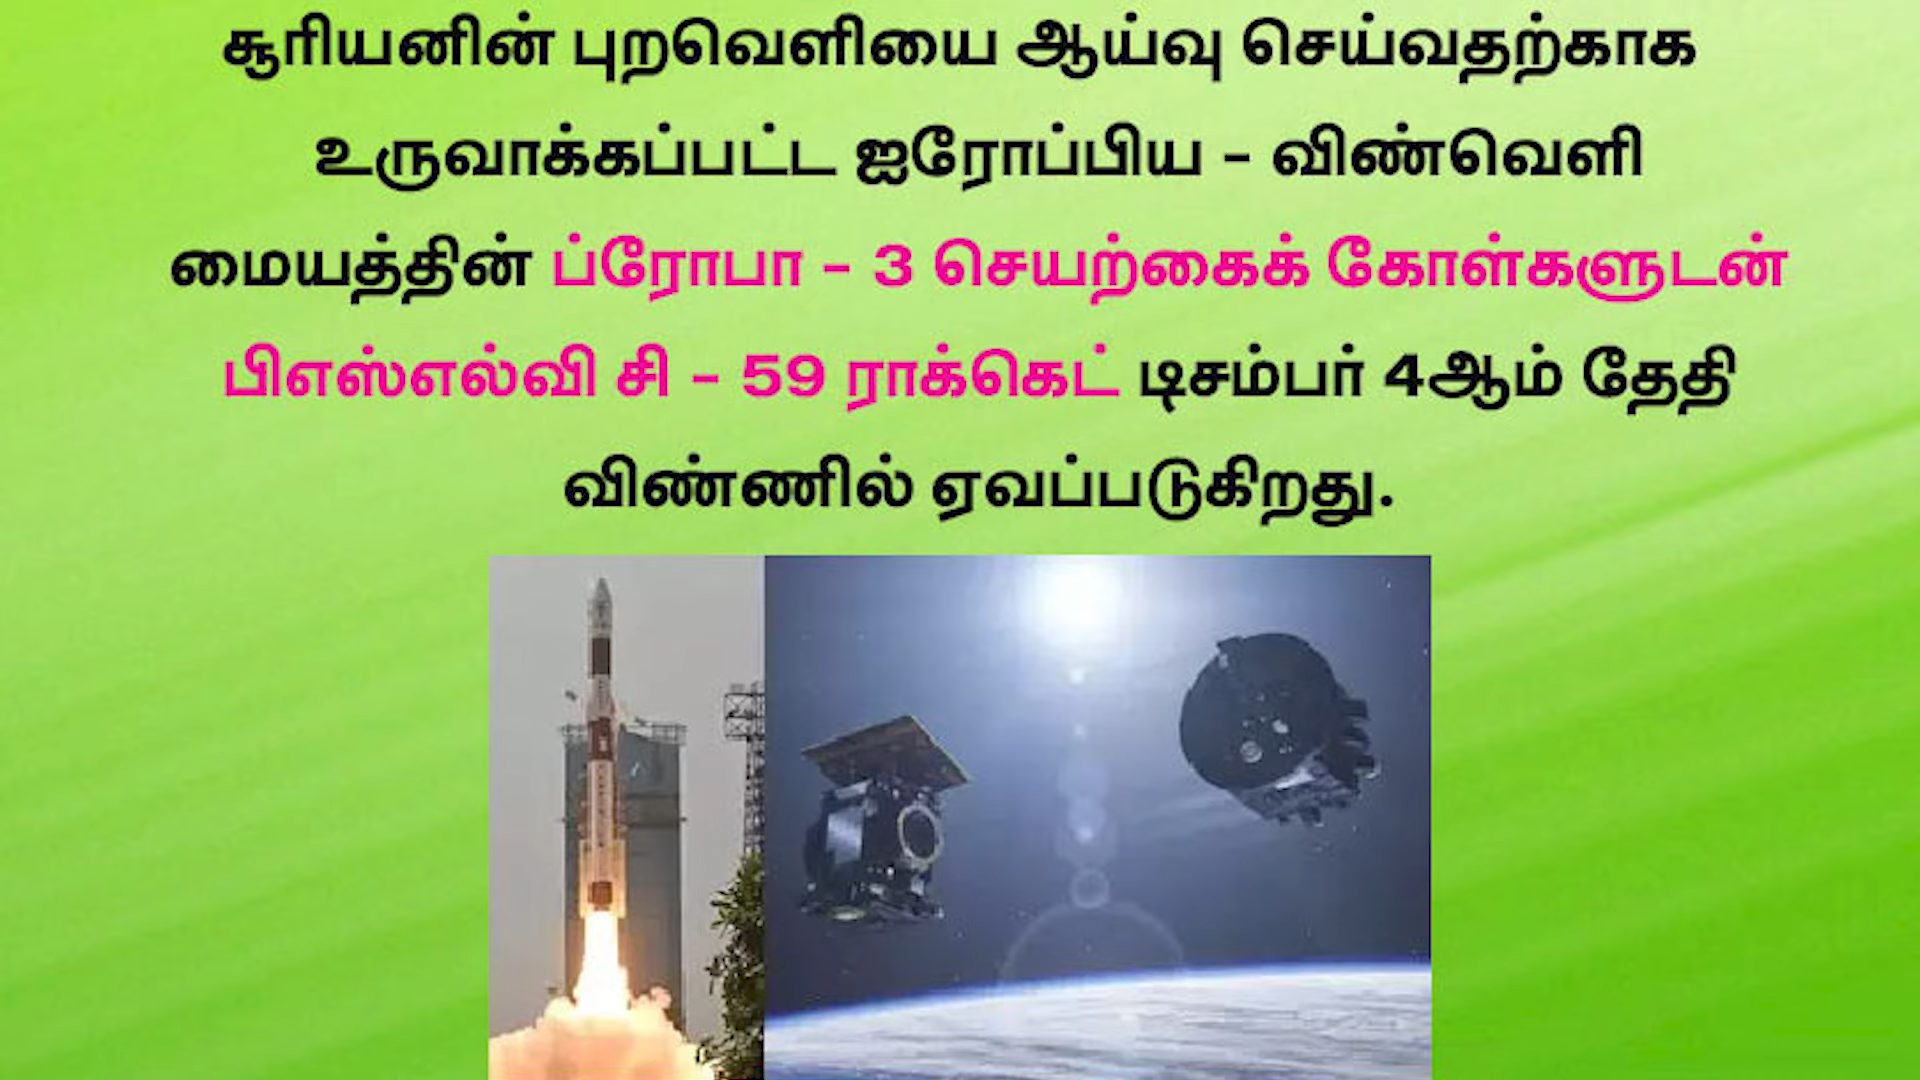 சூரியனின் புறவெளியை ஆய்வு செய்வதற்காக
உருவாக்கப்பட்ட ஐரோப்பிய - விண்வெளி
மையத்தின் ப்ரோபா - 3 செயற்கைக் கோள்களுடன்
பிஎஸ்எல்வி சி - 59 ராக்கெட் டிசம்பர் 4ஆம் தேதி
விண்ணில் ஏவப்படுகிறது.